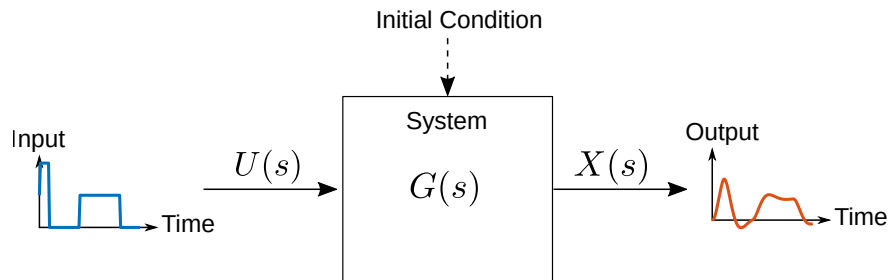 Initial Condition
System
G(s)
Input
Time
U(s)
X(s)
Output
Time